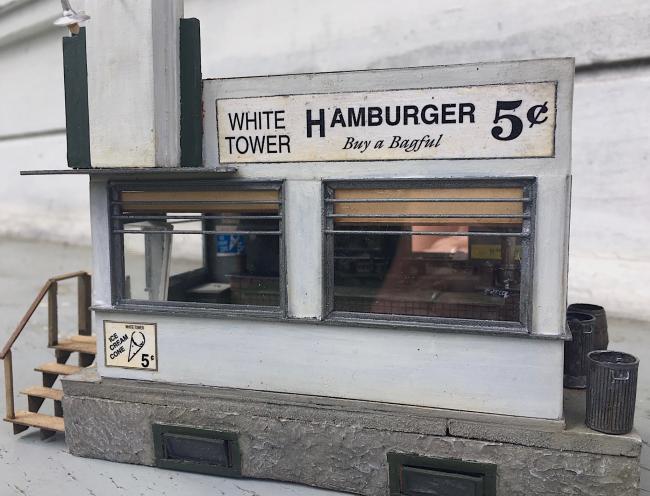 WHITE TOWER
HAMBURGER
Buy a Bagful
5¢
WHITE TOWER
ICE CREAM CONE
5¢